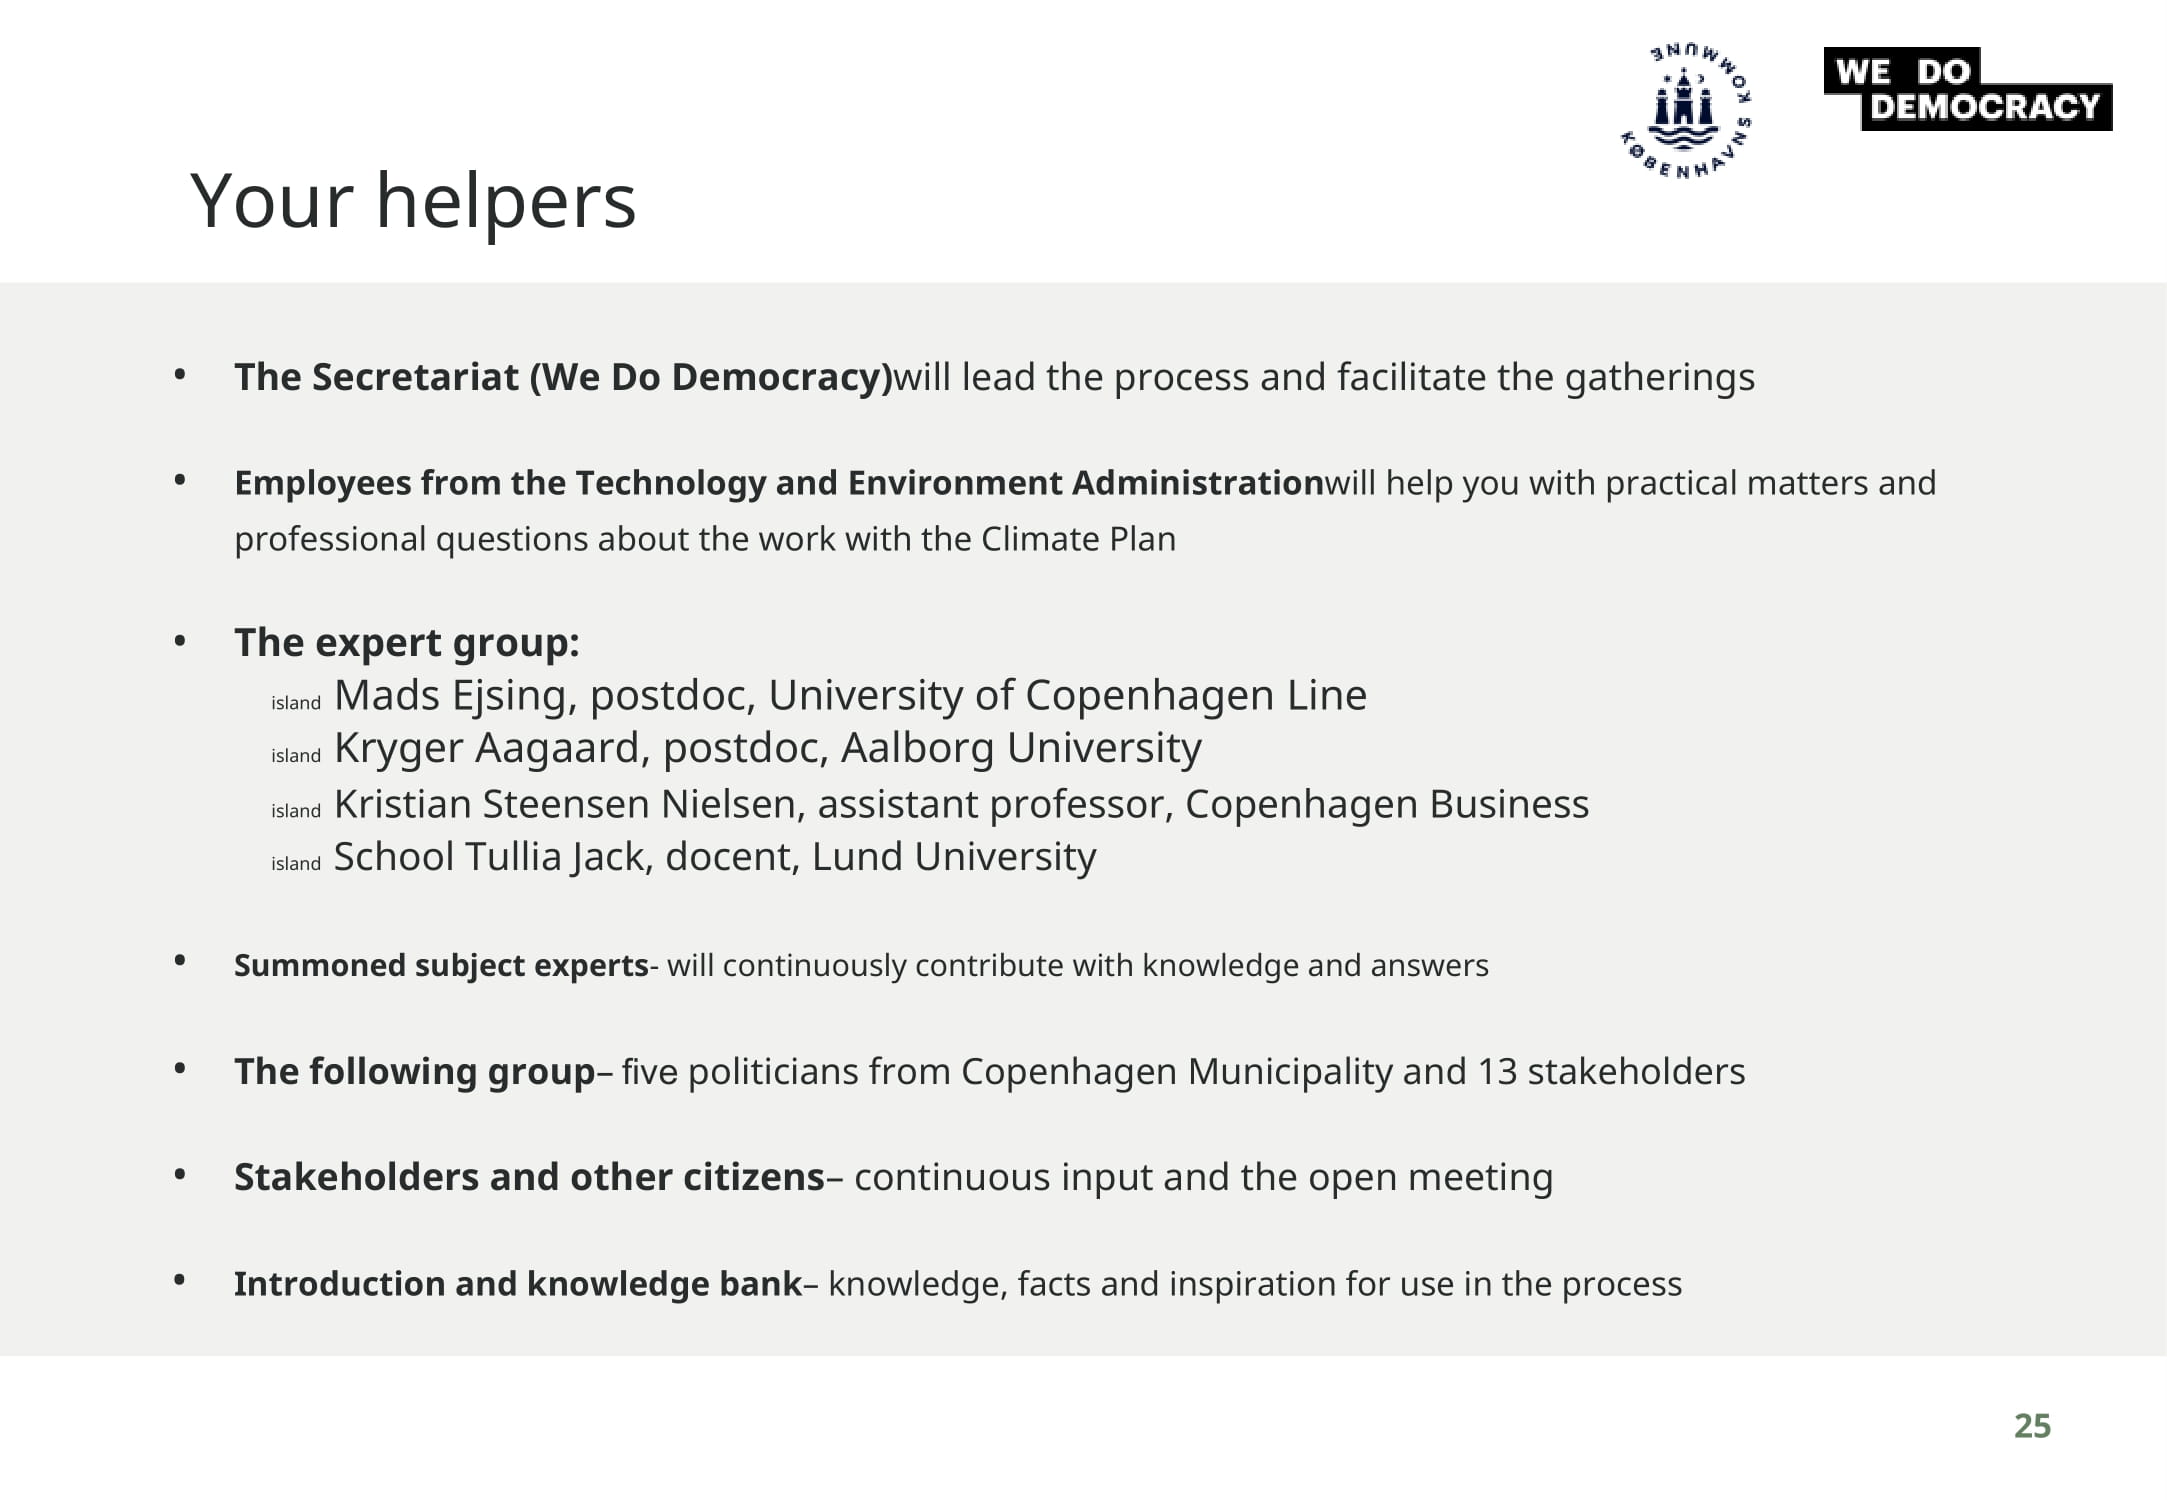 KØBENHAVNS KOMMUNE
WE DO
DEMOCRACY
Your helpers
• The Secretariat (We Do Democracy)will lead the process and facilitate the gatherings
• Employees from the Technology and Environment Administrationwill help you with practical matters and
professional questions about the work with the Climate Plan
• The expert group:
island Mads Ejsing, postdoc, University of Copenhagen Line
island Kryger Aagaard, postdoc, Aalborg University
island Kristian Steensen Nielsen, assistant professor, Copenhagen Business
island School Tullia Jack, docent, Lund University
• Summoned subject experts- will continuously contribute with knowledge and answers
• The following group– five politicians from Copenhagen Municipality and 13 stakeholders
• Stakeholders and other citizens– continuous input and the open meeting
• Introduction and knowledge bank– knowledge, facts and inspiration for use in the process
25